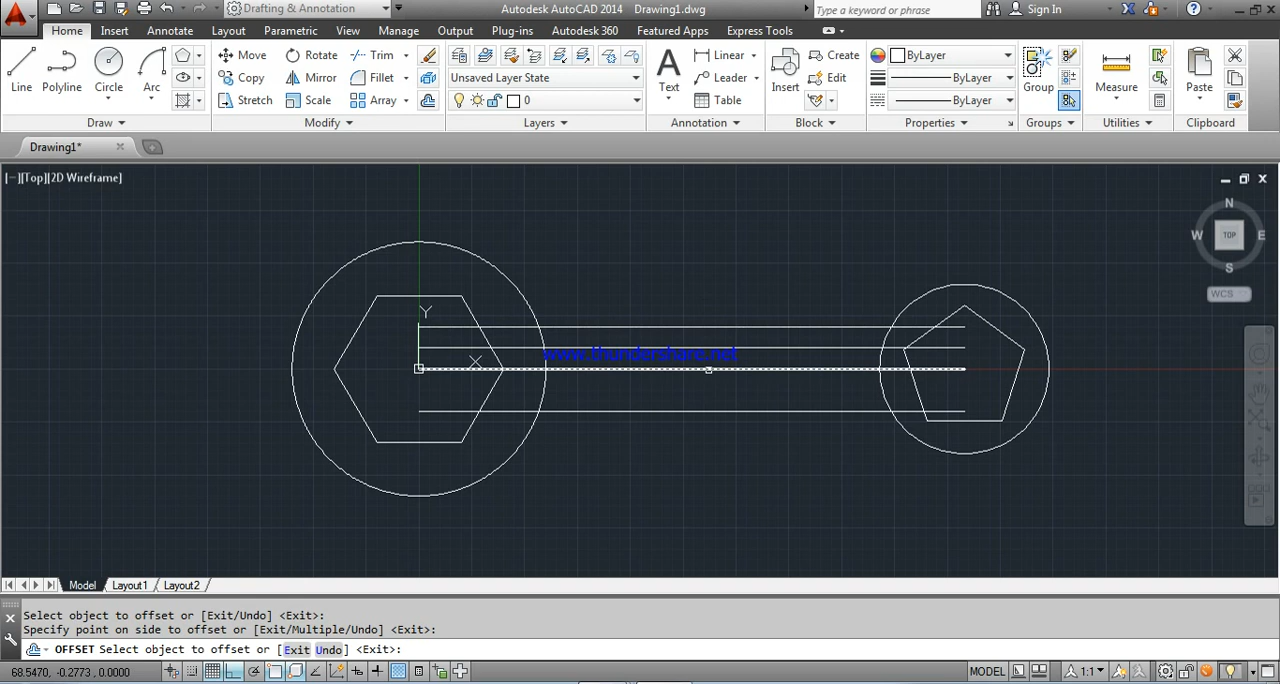 Drafting & Annotation
Autodesk AutoCAD 2014 Drawing1.dwg
Type a keyword or phrase
Sign In
Home Insert Annotate Layout Parametric View Manage Output Plug-ins Autodesk 360 Featured Apps Express Tools
Line
Polyline
Circle
Arc
Draw
Move
Copy
Stretch
Rotate
Mirror
Scale
Trim
Fillet
Array
Modify
Unsaved Layer State
0
Layers
Text
Linear
Leader
Table
Annotation
Insert
Create
Edit
Block
ByLayer
ByLayer
ByLayer
Properties
Group
Groups
Measure
Utilities
Paste
Clipboard
Drawing1*
[−][Top][2D Wireframe]
N
W
TOP
E
S
WCS
Y
X
www.thundershare.net
Model Layout1 Layout2
Select object to offset or [Exit/Undo] <Exit>:
Specify point on side to offset or [Exit/Multiple/Undo] <Exit>:
OFFSET Select object to offset or [Exit Undo] <Exit>:
68.5470, -0.2773, 0.0000
MODEL
1:1